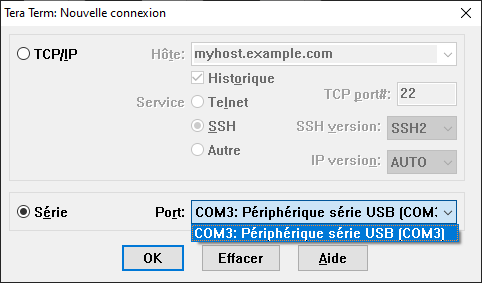 Tera Term: Nouvelle connexion
TCP/IP Hôte: myhost.example.com
Historique
Service Telnet TCP port#: 22
SSH SSH version: SSH2
Autre IP version: AUTO
Série Port: COM3: Périphérique série USB (COM3
COM3: Périphérique série USB (COM3)
OK Effacer Aide